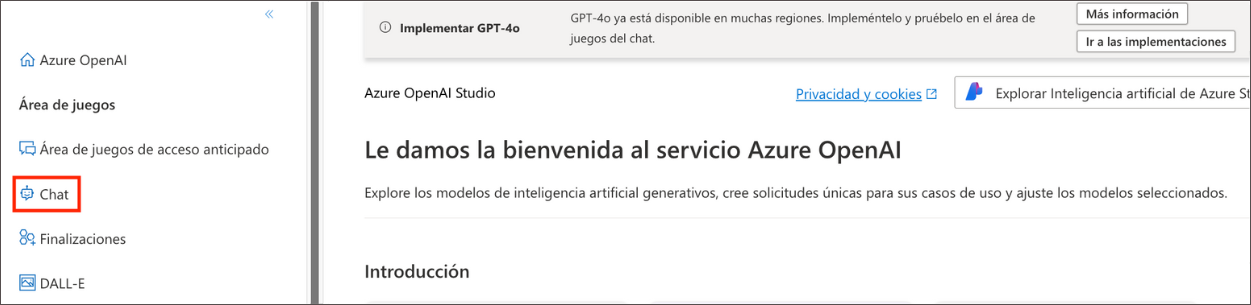 «
Azure OpenAI
Área de juegos
Área de juegos de acceso anticipado
Chat
Finalizaciones
DALL-E
Implementar GPT-4o
GPT-4o ya está disponible en muchas regiones. Impleméntelo y pruébelo en el área de
juegos del chat.
Más información
Ir a las implementaciones
Azure OpenAI Studio
Privacidad y cookies
Explorar Inteligencia artificial de Azure St
Le damos la bienvenida al servicio Azure OpenAI
Explore los modelos de inteligencia artificial generativos, cree solicitudes únicas para sus casos de uso y ajuste los modelos seleccionados.
Introducción